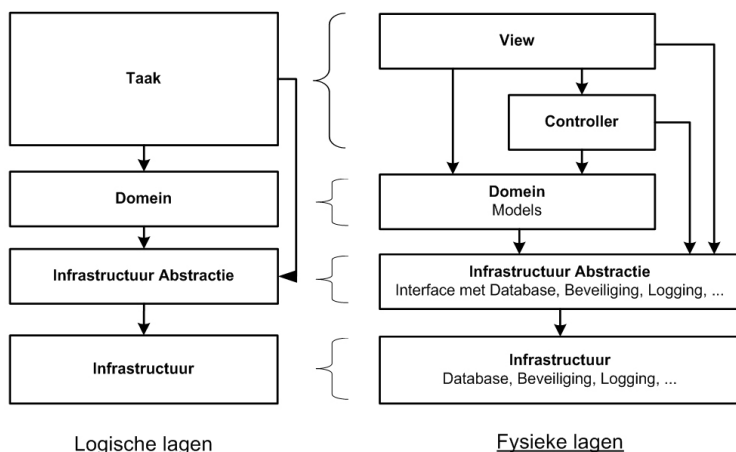 Taak
Domein
Infrastructuur Abstractie
Infrastructuur
Logische lagen
View
Controller
Domein
Models
Infrastructuur Abstractie
Interface met Database, Beveiliging, Logging, ...
Infrastructuur
Database, Beveiliging, Logging, ...
Fysieke lagen